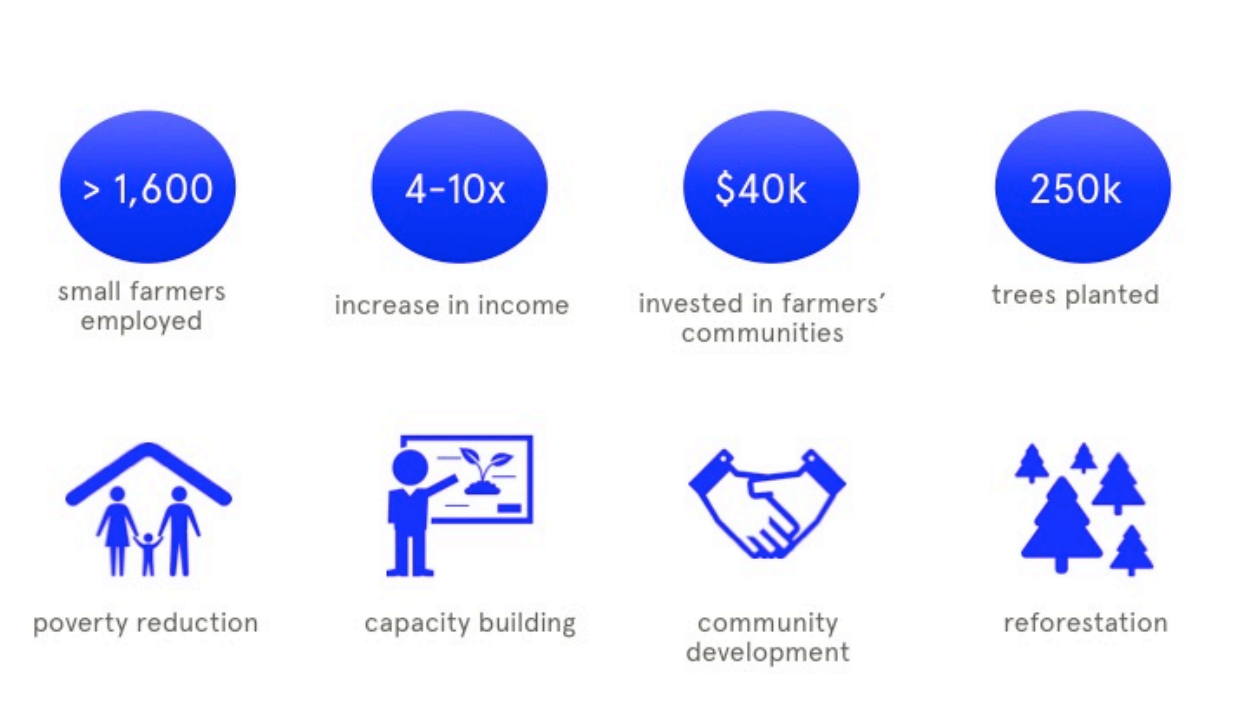 > 1,600
4-10x
$40k
250k
small farmers
employed
increase in income
invested in farmers’
communities
trees planted
poverty reduction
capacity building
community
development
reforestation